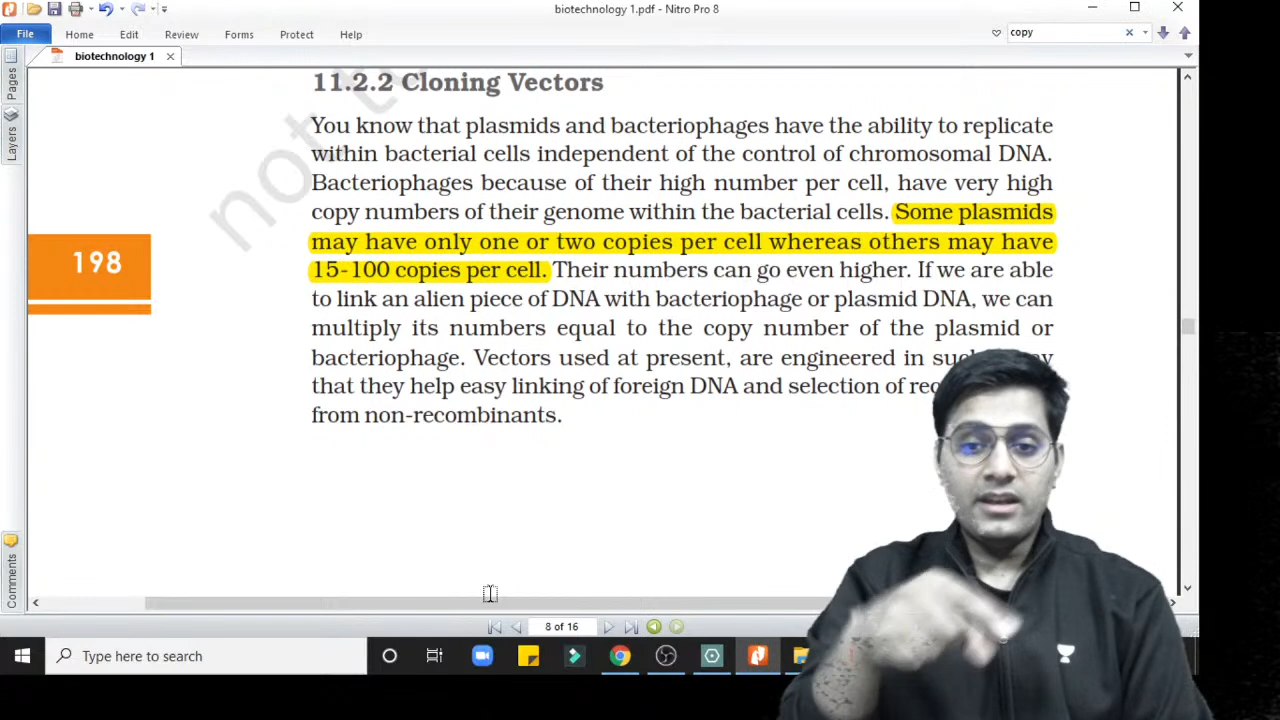 biotechnology 1.pdf - Nitro Pro 8
File Home Edit Review Forms Protect Help
copy
biotechnology 1
Pages
Layers
Comments
not t
11.2.2 Cloning Vectors
You know that plasmids and bacteriophages have the ability to replicate
within bacterial cells independent of the control of chromosomal DNA.
Bacteriophages because of their high number per cell, have very high
copy numbers of their genome within the bacterial cells. Some plasmids
may have only one or two copies per cell whereas others may have
198
15-100 copies per cell. Their numbers can go even higher. If we are able
to link an alien piece of DNA with bacteriophage or plasmid DNA, we can
multiply its numbers equal to the copy number of the plasmid or
bacteriophage. Vectors used at present, are engineered in such
that they help easy linking of foreign DNA and selection of
from non-recombinants.
8 of 16
Type here to search